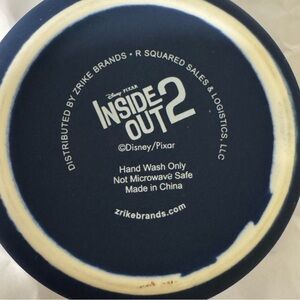 DISTRIBUTED BY ZRIKE BRANDS • R SQUARED SALES & LOGISTICS, LLC
Disney · PIXAR
INSIDE
OUT 2
©Disney/Pixar
Hand Wash Only
Not Microwave Safe
Made in China
zrikebrands.com